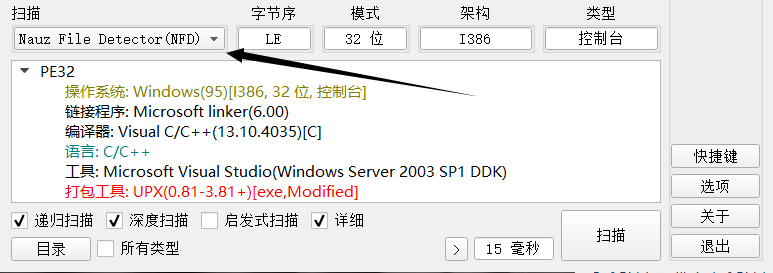 扫描 字节序 模式 架构 类型
Nauz File Detector(NFD) LE 32 位 I386 控制台
PE32
操作系统: Windows(95)[I386, 32 位, 控制台]
链接程序: Microsoft linker(6.00)
编译器: Visual C/C++(13.10.4035)[C]
语言: C/C++
工具: Microsoft Visual Studio(Windows Server 2003 SP1 DDK)
打包工具: UPX(0.81-3.81+)[exe,Modified]
快捷键
选项
关于
退出
递归扫描 深度扫描 启发式扫描 详细
目录 所有类型 > 15 毫秒 扫描